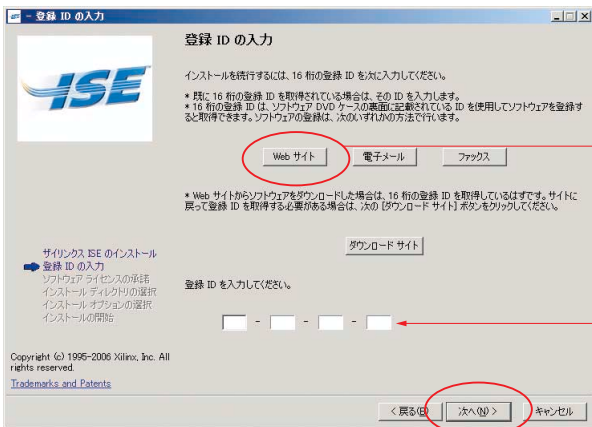 - 登録 ID の入力
ISE
登録 ID の入力
インストールを続行するには、16 桁の登録 ID を次に入力してください。
* 既に 16 桁の登録 ID を取得されている場合は、その ID を入力します。
* 16 桁の登録 ID は、ソフトウェア DVD ケースの裏面に記載されている ID を使用してソフトウェアを登録す
ると取得できます。ソフトウェアの登録は、次のいずれかの方法で行います。
Web サイト 電子メール ファックス
* Web サイトからソフトウェアをダウンロードした場合は、16 桁の登録 ID を取得しているはずです。サイトに
戻って登録 ID を取得する必要がある場合は、次の [ダウンロード サイト] ボタンをクリックしてください。
ダウンロード サイト
ザイリンクス ISE のインストール
登録 ID の入力
ソフトウェア ライセンスの承諾
インストール ディレクトリの選択
インストール オプションの選択
インストールの開始
登録 ID を入力してください。
- - -
Copyright (c) 1995-2006 Xilinx, Inc. All
rights reserved.
Trademarks and Patents
< 戻る(B) 次へ(N) > キャンセル